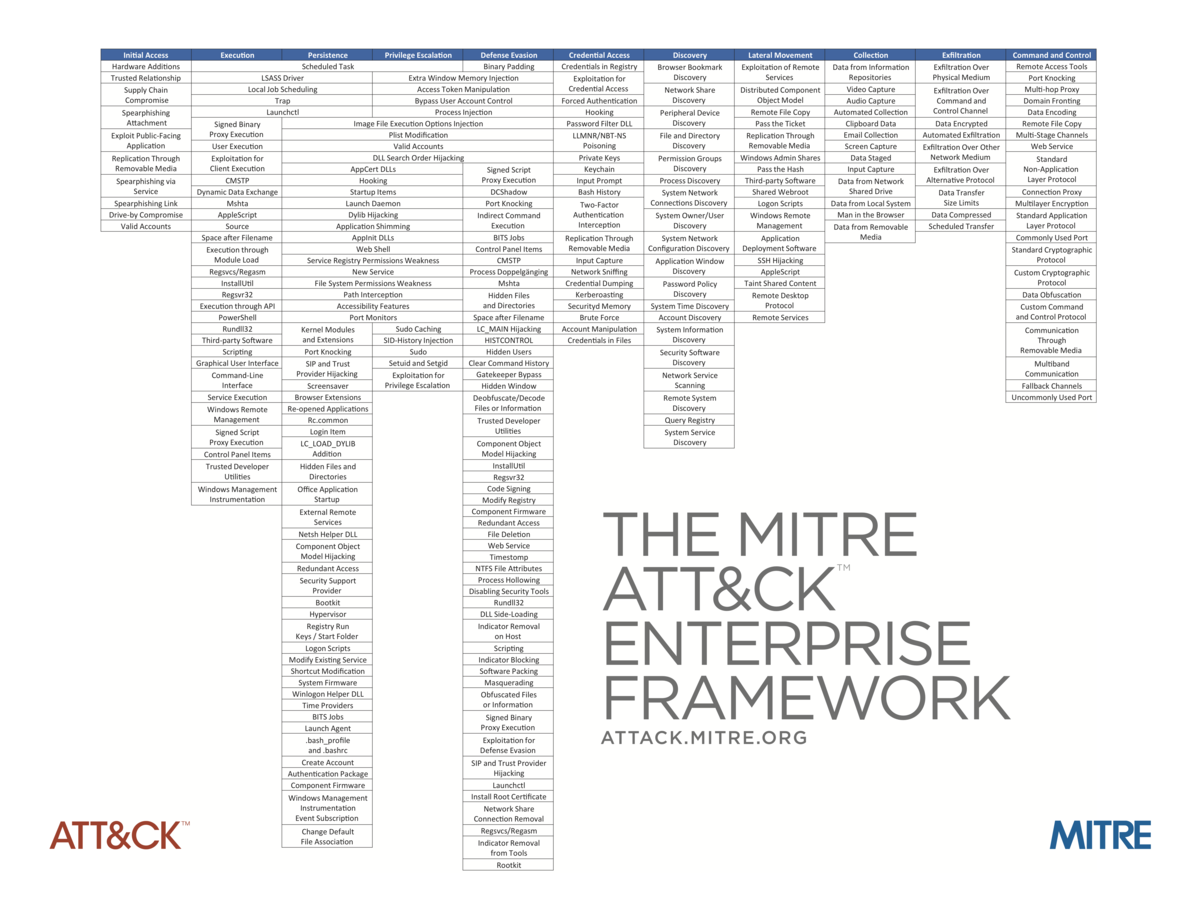 Initial Access
Hardware Additions
Trusted Relationship
Supply Chain
Compromise
Spearphishing
Attachment
Exploit Public-Facing
Application
Replication Through
Removable Media
Spearphishing via
Service
Spearphishing Link
Drive-by Compromise
Valid Accounts
Execution
Persistence
Privilege Escalation
Defense Evasion
Scheduled Task
Binary Padding
LSASS Driver
Extra Window Memory Injection
Local Job Scheduling
Access Token Manipulation
Trap
Bypass User Account Control
Launchctl
Process Injection
Signed Binary
Proxy Execution
User Execution
Exploitation for
Client Execution
CMSTP
Dynamic Data Exchange
Mshta
AppleScript
Source
Space after Filename
Execution through
Module Load
Regsvcs/Regasm
InstallUtil
Regsvr32
Execution through API
PowerShell
Rundll32
Third-party Software
Scripting
Graphical User Interface
Command-Line
Interface
Service Execution
Windows Remote
Management
Signed Script
Proxy Execution
Control Panel Items
Trusted Developer
Utilities
Windows Management
Instrumentation
Image File Execution Options Injection
Plist Modification
Valid Accounts
DLL Search Order Hijacking
AppCert DLLs
Hooking
Startup Items
Launch Daemon
Dylib Hijacking
Application Shimming
AppInit DLLs
Web Shell
Service Registry Permissions Weakness
New Service
File System Permissions Weakness
Path Interception
Accessibility Features
Port Monitors
Kernel Modules
and Extensions
Port Knocking
SIP and Trust
Provider Hijacking
Screensaver
Browser Extensions
Re-opened Applications
Rc.common
Login Item
LC_LOAD_DYLIB
Addition
Hidden Files and
Directories
Office Application
Startup
External Remote
Services
Netsh Helper DLL
Component Object
Model Hijacking
Redundant Access
Security Support
Provider
Bootkit
Hypervisor
Registry Run
Keys / Start Folder
Logon Scripts
Modify Existing Service
Shortcut Modification
System Firmware
Winlogon Helper DLL
Time Providers
BITS Jobs
Launch Agent
.bash_profile
and .bashrc
Create Account
Authentication Package
Component Firmware
Windows Management
Instrumentation
Event Subscription
Change Default
File Association
Sudo Caching
SID-History Injection
Sudo
Setuid and Setgid
Exploitation for
Privilege Escalation
Signed Script
Proxy Execution
DCShadow
Port Knocking
Indirect Command
Execution
BITS Jobs
Control Panel Items
CMSTP
Process Doppelgänging
Mshta
Hidden Files
and Directories
Space after Filename
LC_MAIN Hijacking
HISTCONTROL
Hidden Users
Clear Command History
Gatekeeper Bypass
Hidden Window
Deobfuscate/Decode
Files or Information
Trusted Developer
Utilities
Component Object
Model Hijacking
InstallUtil
Regsvr32
Code Signing
Modify Registry
Component Firmware
Redundant Access
File Deletion
Web Service
Timestomp
NTFS File Attributes
Process Hollowing
Disabling Security Tools
Rundll32
DLL Side-Loading
Indicator Removal
on Host
Scripting
Indicator Blocking
Software Packing
Masquerading
Obfuscated Files
or Information
Signed Binary
Proxy Execution
Exploitation for
Defense Evasion
SIP and Trust Provider
Hijacking
Launchctl
Install Root Certificate
Network Share
Connection Removal
Regsvcs/Regasm
Indicator Removal
from Tools
Rootkit
Credential Access
Credentials in Registry
Exploitation for
Credential Access
Forced Authentication
Hooking
Password Filter DLL
LLMNR/NBT-NS
Poisoning
Private Keys
Keychain
Input Prompt
Bash History
Two-Factor
Authentication
Interception
Replication Through
Removable Media
Input Capture
Network Sniffing
Credential Dumping
Kerberoasting
Securityd Memory
Brute Force
Account Manipulation
Credentials in Files
Discovery
Browser Bookmark
Discovery
Network Share
Discovery
Peripheral Device
Discovery
File and Directory
Discovery
Permission Groups
Discovery
Process Discovery
System Network
Connections Discovery
System Owner/User
Discovery
System Network
Configuration Discovery
Application Window
Discovery
Password Policy
Discovery
System Time Discovery
Account Discovery
System Information
Discovery
Security Software
Discovery
Network Service
Scanning
Remote System
Discovery
Query Registry
System Service
Discovery
Lateral Movement
Exploitation of Remote
Services
Distributed Component
Object Model
Remote File Copy
Pass the Ticket
Replication Through
Removable Media
Windows Admin Shares
Pass the Hash
Third-party Software
Shared Webroot
Logon Scripts
Windows Remote
Management
Application
Deployment Software
SSH Hijacking
AppleScript
Taint Shared Content
Remote Desktop
Protocol
Remote Services
Collection
Data from Information
Repositories
Video Capture
Audio Capture
Automated Collection
Clipboard Data
Email Collection
Screen Capture
Data Staged
Input Capture
Data from Network
Shared Drive
Data from Local System
Man in the Browser
Data from Removable
Media
Exfiltration
Exfiltration Over
Physical Medium
Exfiltration Over
Command and
Control Channel
Data Encrypted
Automated Exfiltration
Exfiltration Over Other
Network Medium
Exfiltration Over
Alternative Protocol
Data Transfer
Size Limits
Data Compressed
Scheduled Transfer
Command and Control
Remote Access Tools
Port Knocking
Multi-hop Proxy
Domain Fronting
Data Encoding
Remote File Copy
Multi-Stage Channels
Web Service
Standard
Non-Application
Layer Protocol
Connection Proxy
Multilayer Encryption
Standard Application
Layer Protocol
Commonly Used Port
Standard Cryptographic
Protocol
Custom Cryptographic
Protocol
Data Obfuscation
Custom Command
and Control Protocol
Communication
Through
Removable Media
Multiband
Communication
Fallback Channels
Uncommonly Used Port
THE MITRE
ATT&CK™
ENTERPRISE
FRAMEWORK
ATTACK.MITRE.ORG
ATT&CK™
MITRE